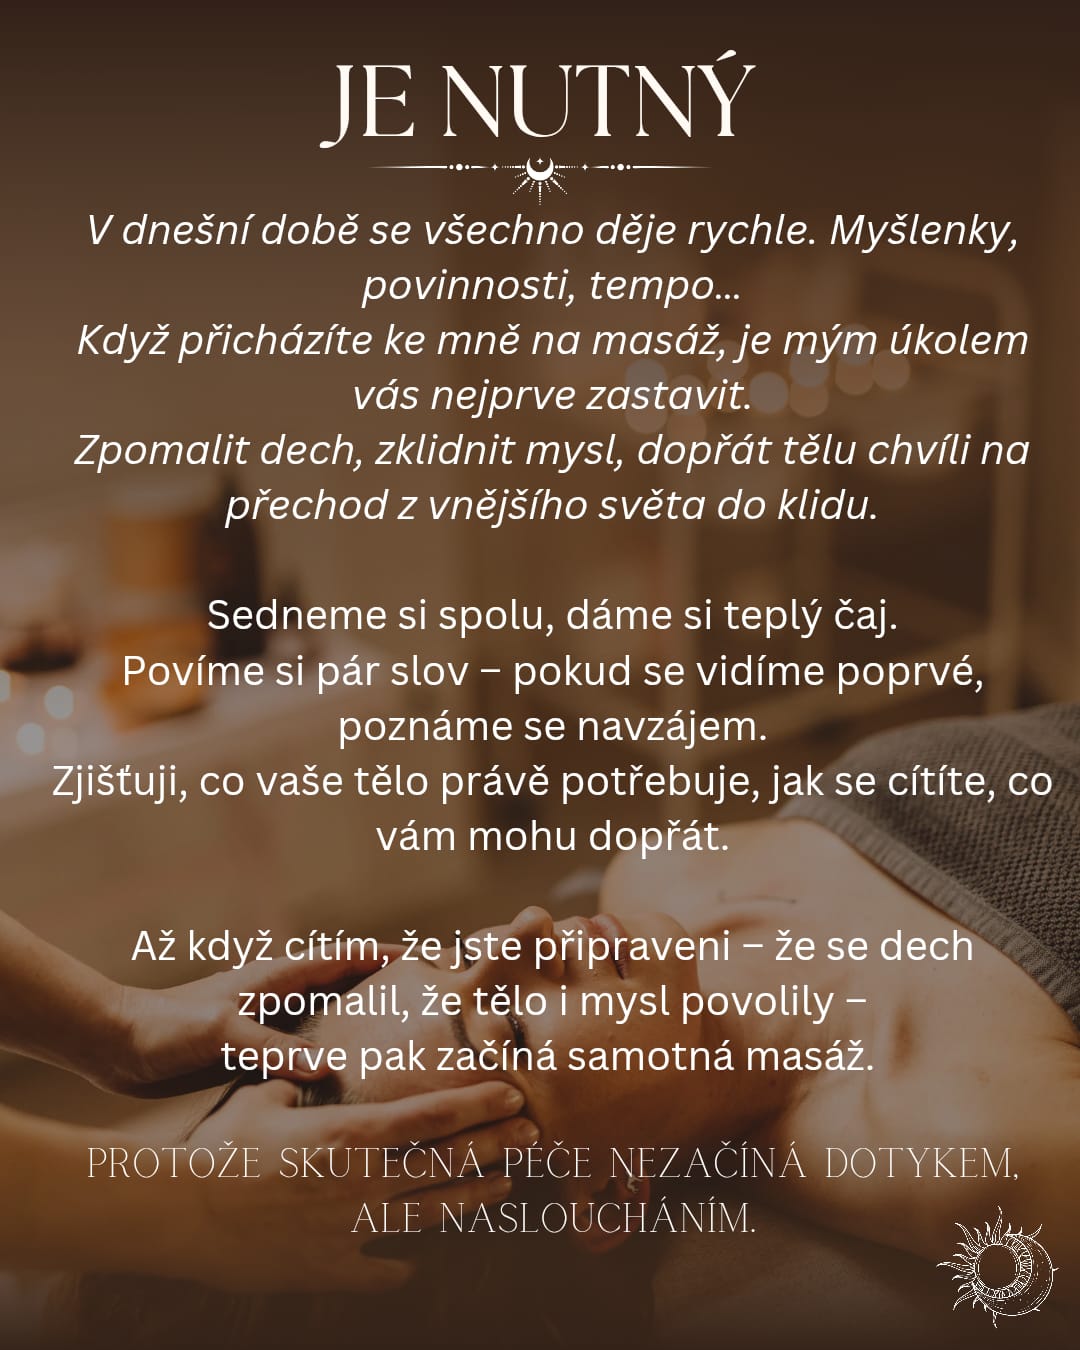 JE NUTNÝ
V dnešní době se všechno děje rychle. Myšlenky,
povinnosti, tempo...
Když přicházíte ke mně na masáž, je mým úkolem
vás nejprve zastavit.
Zpomalit dech, zklidnit mysl, dopřát tělu chvíli na
přechod z vnějšího světa do klidu.
Sedneme si spolu, dáme si teplý čaj.
Povíme si pár slov – pokud se vidíme poprvé,
poznáme se navzájem.
Zjišťuji, co vaše tělo právě potřebuje, jak se cítíte, co
vám mohu dopřát.
Až když cítím, že jste připraveni – že se dech
zpomalil, že tělo i mysl povolily –
teprve pak začíná samotná masáž.
PROTOŽE SKUTEČNÁ PÉČE NEZAČÍNÁ DOTYKEM,
ALE NASLOUCHÁNÍM.